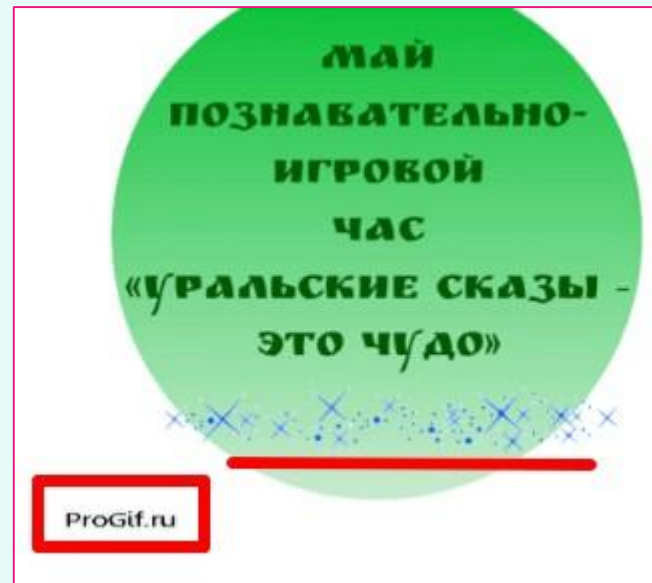 МАЙ
ПОЗНАВАТЕЛЬНО-
ИГРОВОЙ
ЧАС
«УРАЛЬСКИЕ СКАЗЫ -
ЭТО ЧУДО»
ProGif.ru